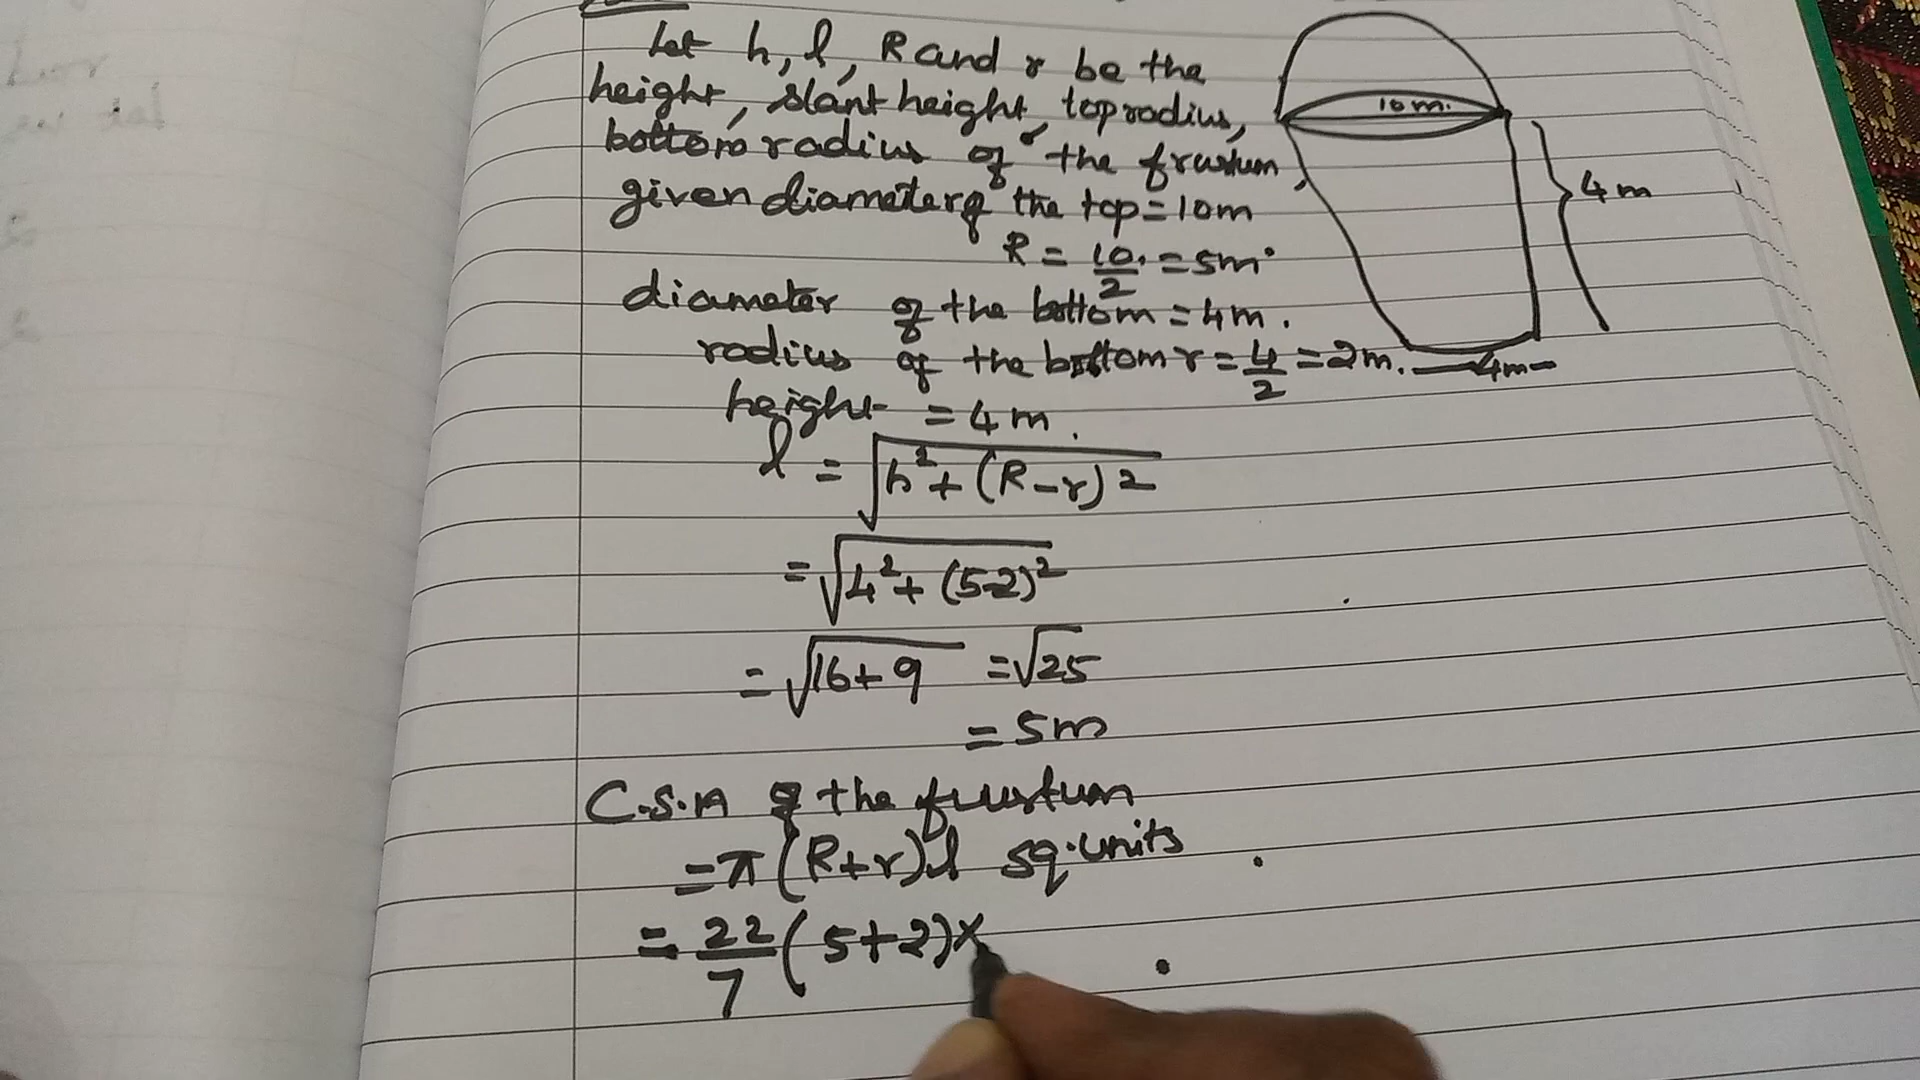 Let h, l, R and r be the
height, slant height, top radius,
bottom radius of the frustum,
given diameter of the top = 10m
R = 10/2 = 5m
diameter of the bottom = 4m.
radius of the bottom r = 4/2 = 2m.
height = 4m.
l = √h² + (R-r)²
= √4² + (5-2)²
= √16+9 = √25
= 5m
C.S.A of the frustum
= π(R+r)l sq.units
= 22/7 (5+2)×
10m.
4m
4m